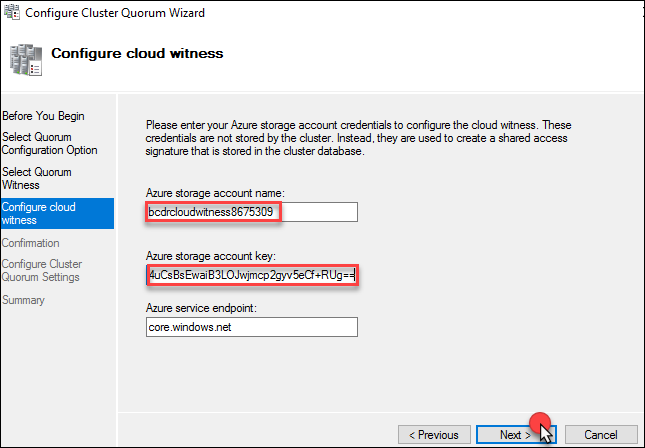 Configure Cluster Quorum Wizard
Configure cloud witness
Before You Begin
Select Quorum
Configuration Option
Select Quorum
Witness
Configure cloud
witness
Confirmation
Configure Cluster
Quorum Settings
Summary
Please enter your Azure storage account credentials to configure the cloud witness. These
credentials are not stored by the cluster. Instead, they are used to create a shared access
signature that is stored in the cluster database.
Azure storage account name:
bcdrcloudwitness8675309
Azure storage account key:
4uCsBsEwaiB3LOJwjmcp2gyv5eCf+RUg==
Azure service endpoint:
core.windows.net
< Previous
Next >
Cancel